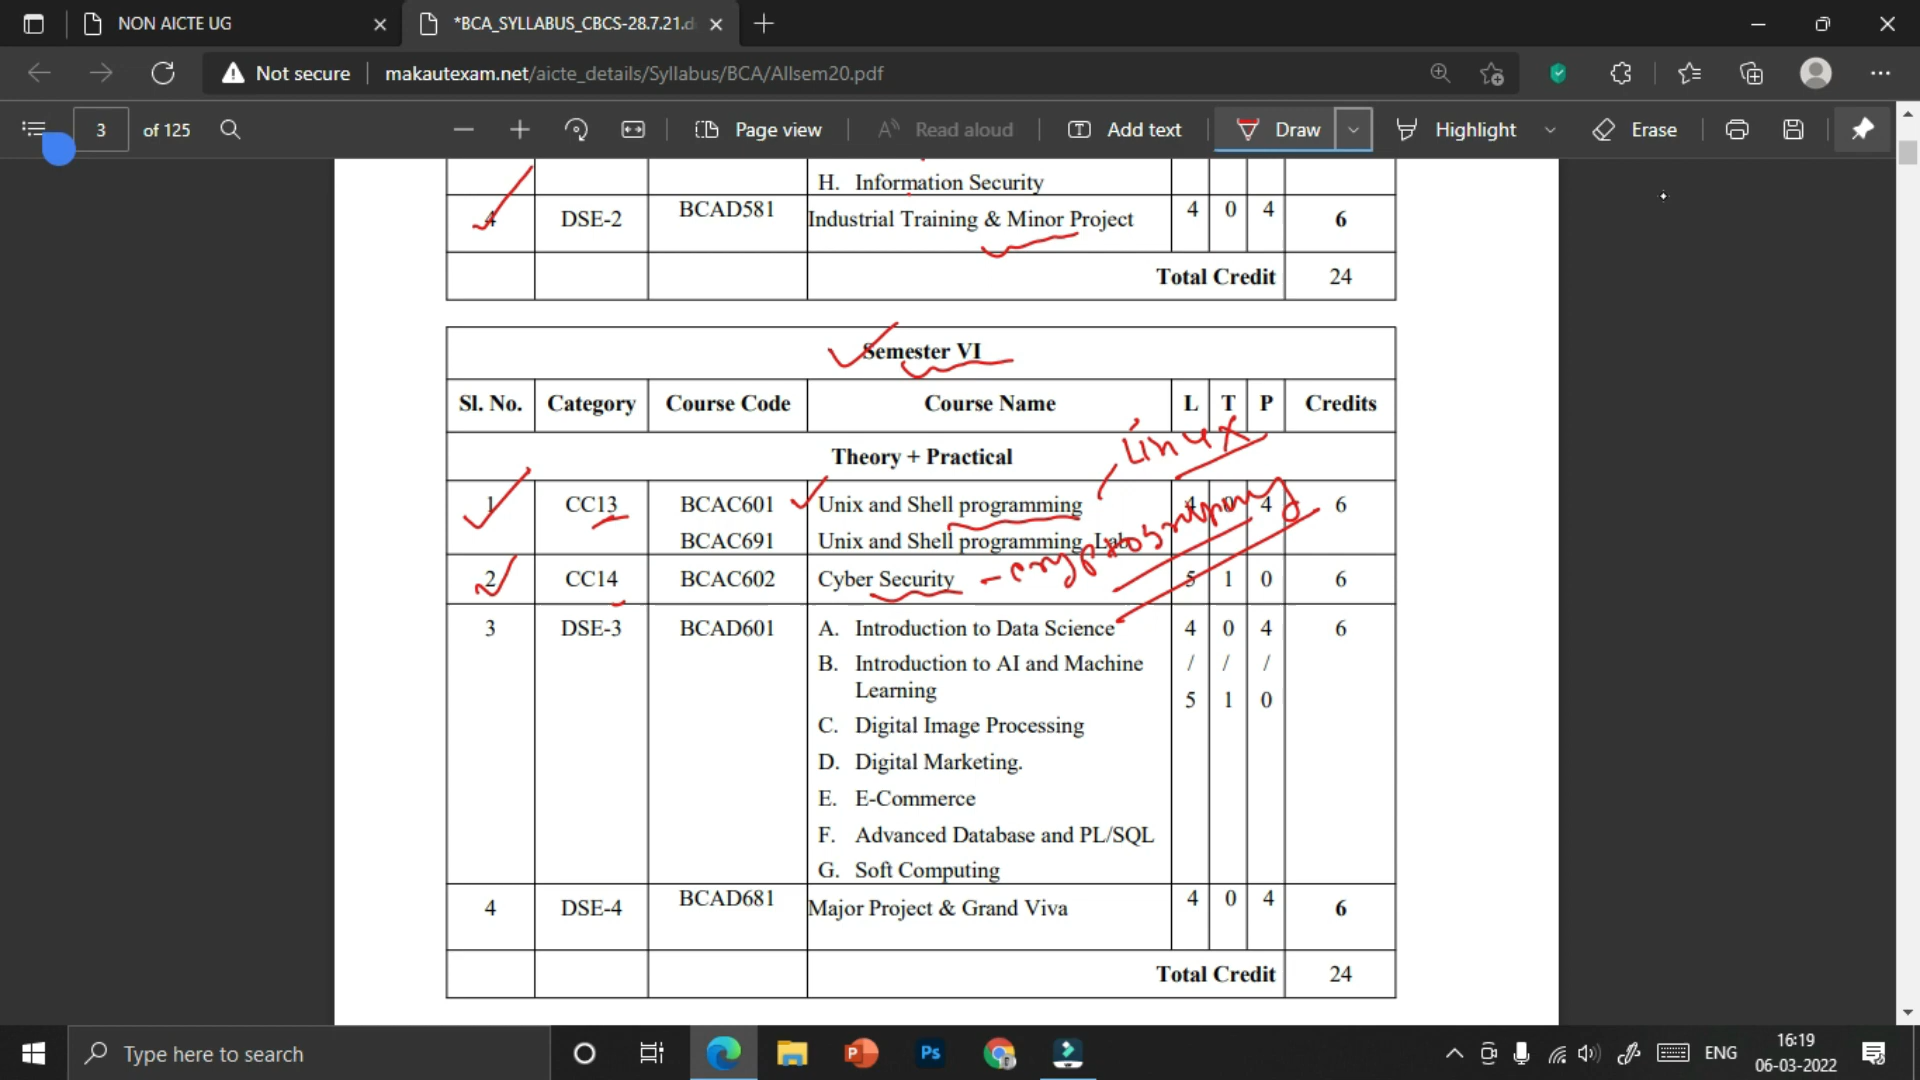 NON AICTE UG
*BCA_SYLLABUS_CBCS-28.7.21.d
Not secure
makautexam.net/aicte_details/Syllabus/BCA/Allsem20.pdf
3 of 125
Page view
Read aloud
Add text
Draw
Highlight
Erase
H. Information Security
4 DSE-2 BCAD581 Industrial Training & Minor Project 4 0 4 6
Total Credit 24
Semester VI
Sl. No. Category Course Code Course Name L T P Credits
Linux
Theory + Practical
1 CC13 BCAC601 Unix and Shell programming 4 0 4 6
BCAC691 Unix and Shell programming Lab
2 CC14 BCAC602 Cyber Security - cryptography 5 1 0 6
3 DSE-3 BCAD601 A. Introduction to Data Science 4 0 4 6
B. Introduction to AI and Machine / / /
Learning 5 1 0
C. Digital Image Processing
D. Digital Marketing.
E. E-Commerce
F. Advanced Database and PL/SQL
G. Soft Computing
4 DSE-4 BCAD681 Major Project & Grand Viva 4 0 4 6
Total Credit 24
Type here to search
Ps
ENG
16:19
06-03-2022